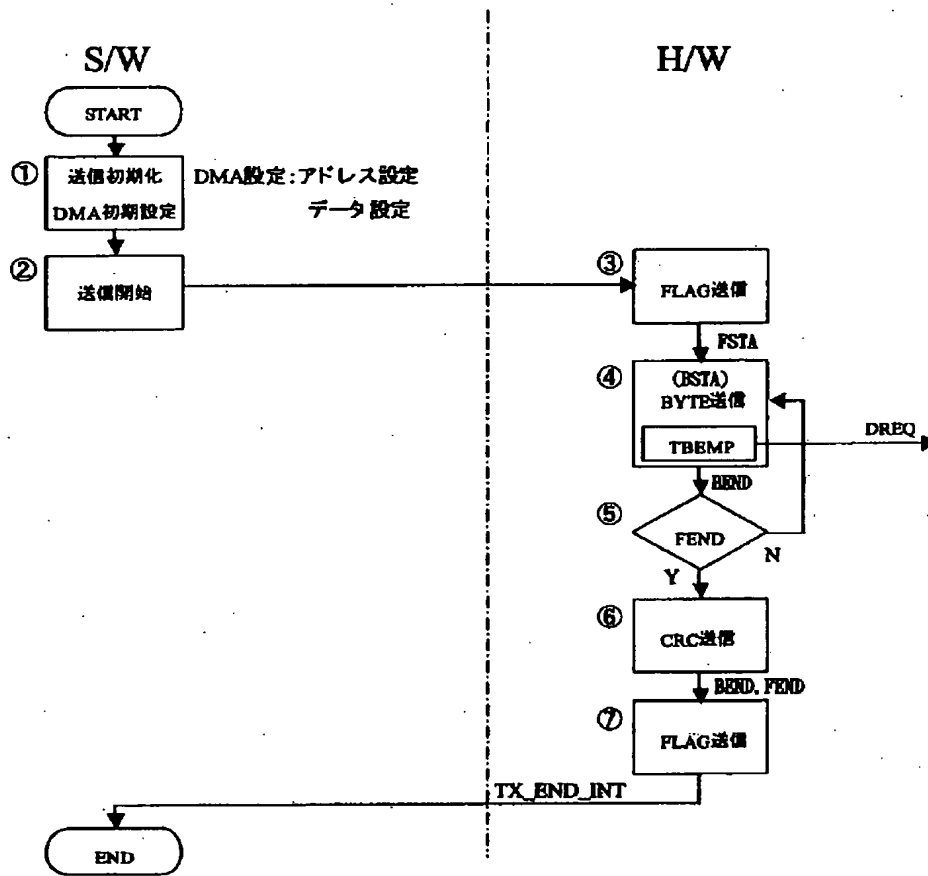 S/W
H/W
START
①
送信初期化
DMA初期設定
DMA設定:アドレス設定
データ設定
②
送信開始
③
FLAG送信
FSTA
④
(BSTA)
BYTE送信
TBEMP
DREQ
BEND
⑤
FEND
N
Y
⑥
CRC送信
BEND, FEND
⑦
FLAG送信
TX_END_INT
END